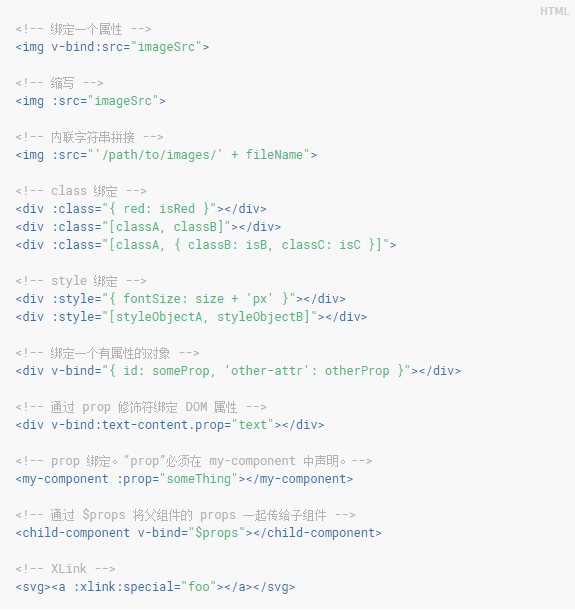 HTML
<!-- 绑定一个属性 -->
<img v-bind:src="imageSrc">
<!-- 缩写 -->
<img :src="imageSrc">
<!-- 内联字符串拼接 -->
<img :src="'/path/to/images/' + fileName">
<!-- class 绑定 -->
<div :class="{ red: isRed }"></div>
<div :class="[classA, classB]"></div>
<div :class="[classA, { classB: isB, classC: isC }]">
<!-- style 绑定 -->
<div :style="{ fontSize: size + 'px' }"></div>
<div :style="[styleObjectA, styleObjectB]"></div>
<!-- 绑定一个有属性的对象 -->
<div v-bind="{ id: someProp, 'other-attr': otherProp }"></div>
<!-- 通过 prop 修饰符绑定 DOM 属性 -->
<div v-bind:text-content.prop="text"></div>
<!-- prop 绑定。“prop”必须在 my-component 中声明。-->
<my-component :prop="someThing"></my-component>
<!-- 通过 $props 将父组件的 props 一起传给子组件 -->
<child-component v-bind="$props"></child-component>
<!-- XLink -->
<svg><a :xlink:special="foo"></a></svg>